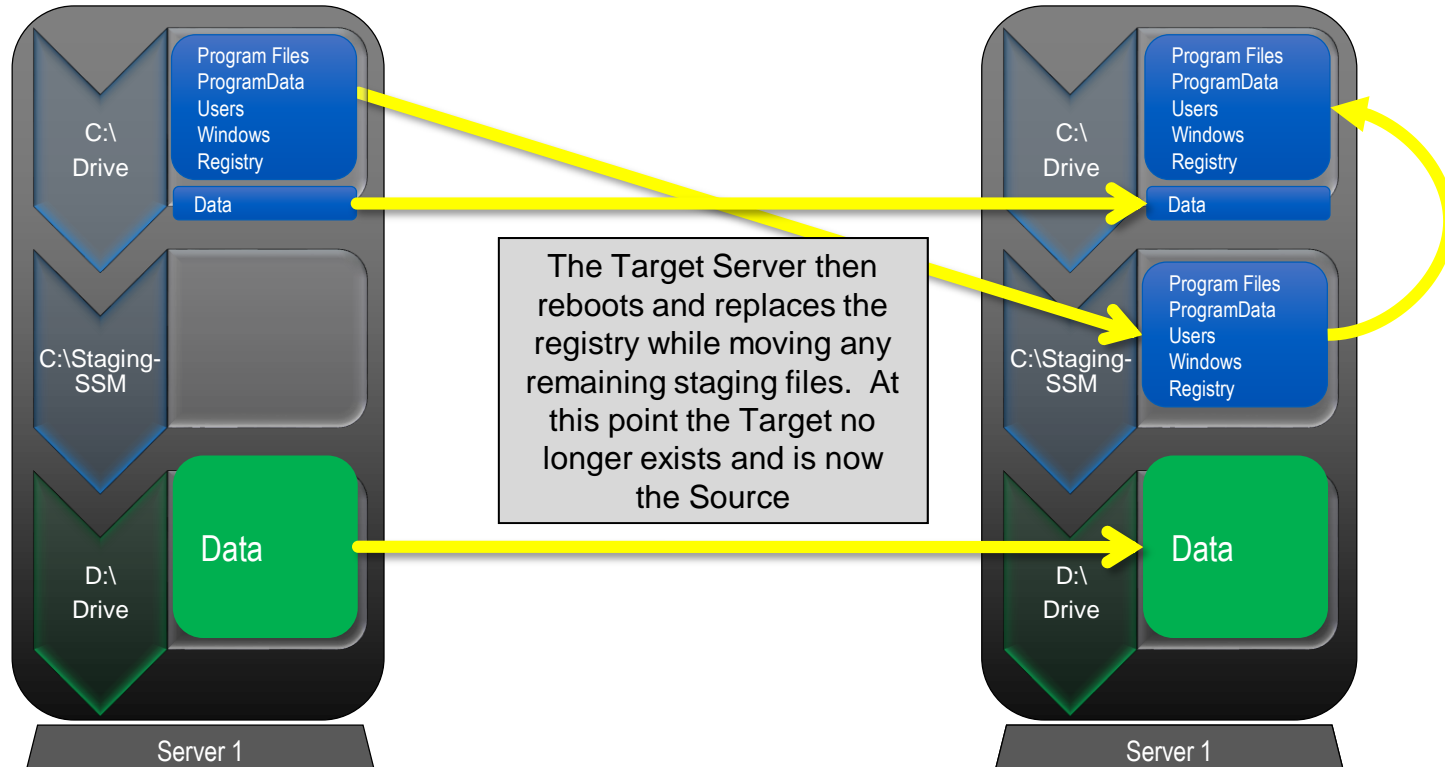 Program Files
ProgramData
Users
Windows
Registry
C:\
Drive
Data
C:\Staging-
SSM
Data
D:\
Drive
Server 1
The Target Server then
reboots and replaces the
registry while moving any
remaining staging files.  At
this point the Target no
longer exists and is now
the Source
Program Files
ProgramData
Users
Windows
Registry
C:\
Drive
Data
Program Files
ProgramData
Users
Windows
Registry
C:\Staging-
SSM
Data
D:\
Drive
Server 1